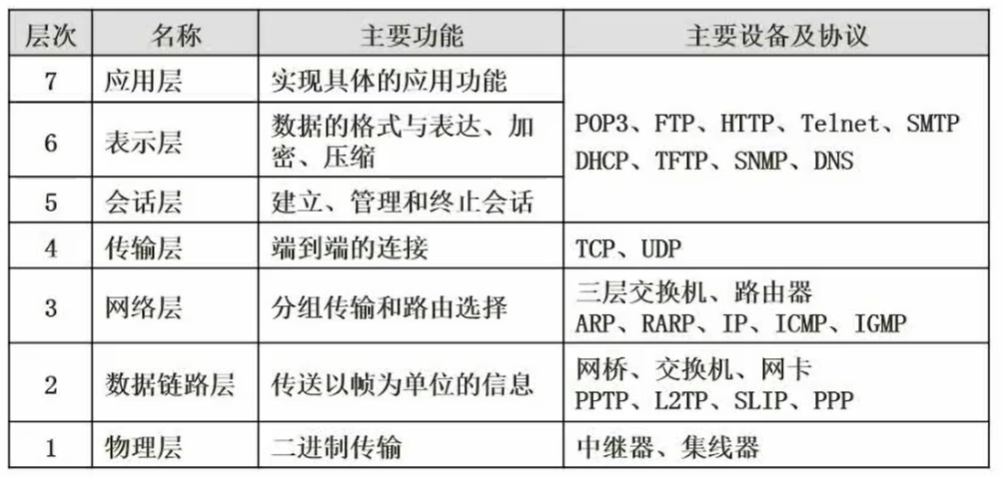 层次 名称 主要功能 主要设备及协议
7 应用层 实现具体的应用功能
6 表示层 数据的格式与表达、加
密、压缩
POP3、FTP、HTTP、Telnet、SMTP
DHCP、TFTP、SNMP、DNS
5 会话层 建立、管理和终止会话
4 传输层 端到端的连接 TCP、UDP
3 网络层 分组传输和路由选择 三层交换机、路由器
ARP、RARP、IP、ICMP、IGMP
2 数据链路层 传送以帧为单位的信息 网桥、交换机、网卡
PPTP、L2TP、SLIP、PPP
1 物理层 二进制传输 中继器、集线器